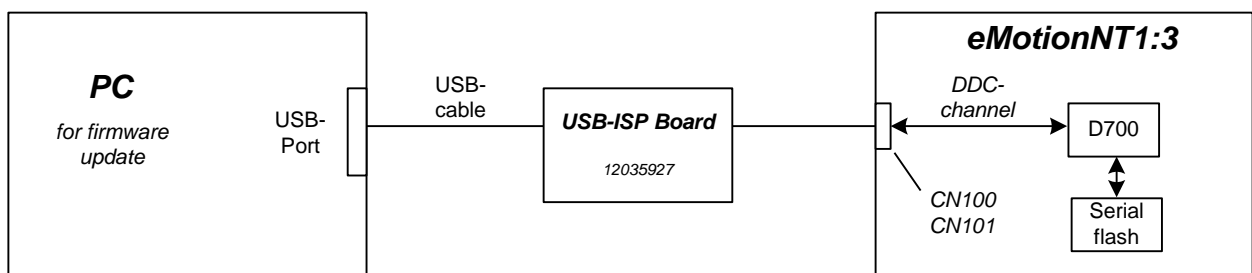 PC
for firmware
update
USB-
Port
USB-
cable
USB-ISP Board
12035927
eMotionNT1:3
DDC-
channel
D700
CN100
CN101
Serial
flash